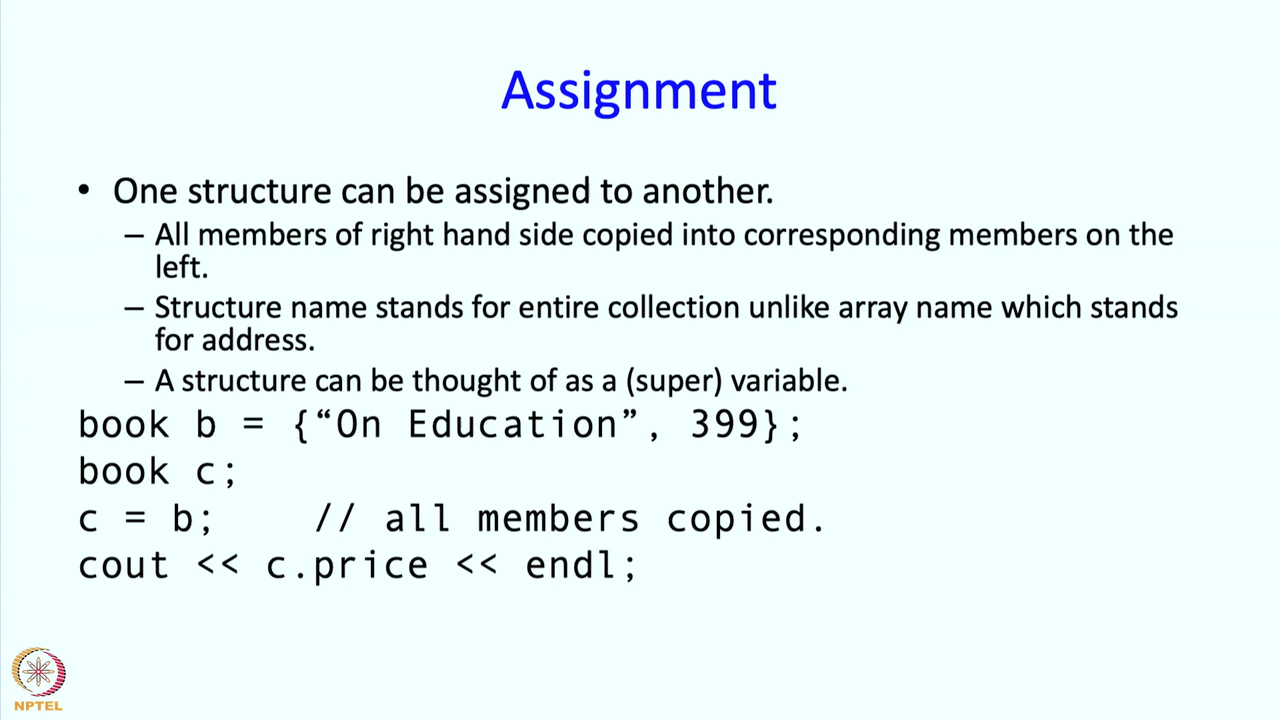 Assignment
• One structure can be assigned to another.
– All members of right hand side copied into corresponding members on the
left.
– Structure name stands for entire collection unlike array name which stands
for address.
– A structure can be thought of as a (super) variable.
book b = {“On Education”, 399};
book c;
c = b;    // all members copied.
cout << c.price << endl;
NPTEL